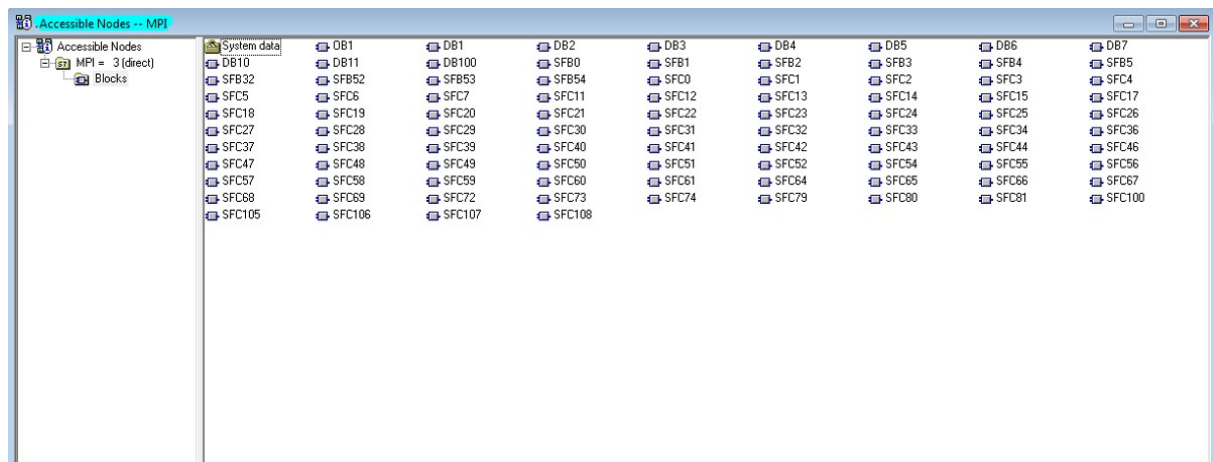 .Accessible Nodes -- MPI
Accessible Nodes
MPI = 3 (direct)
Blocks
System data OB1 DB1 DB2 DB3 DB4 DB5 DB6 DB7
DB10 DB11 DB100 SFB0 SFB1 SFB2 SFB3 SFB4 SFB5
SFB32 SFB52 SFB53 SFB54 SFC0 SFC1 SFC2 SFC3 SFC4
SFC5 SFC6 SFC7 SFC11 SFC12 SFC13 SFC14 SFC15 SFC17
SFC18 SFC19 SFC20 SFC21 SFC22 SFC23 SFC24 SFC25 SFC26
SFC27 SFC28 SFC29 SFC30 SFC31 SFC32 SFC33 SFC34 SFC36
SFC37 SFC38 SFC39 SFC40 SFC41 SFC42 SFC43 SFC44 SFC46
SFC47 SFC48 SFC49 SFC50 SFC51 SFC52 SFC54 SFC55 SFC56
SFC57 SFC58 SFC59 SFC60 SFC61 SFC64 SFC65 SFC66 SFC67
SFC68 SFC69 SFC72 SFC73 SFC74 SFC79 SFC80 SFC81 SFC100
SFC105 SFC106 SFC107 SFC108